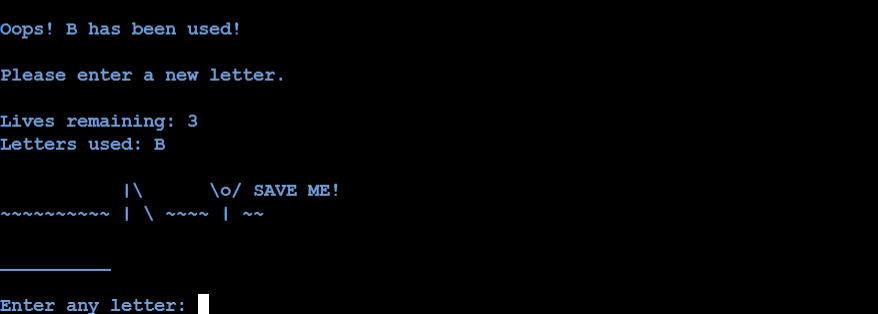 Oops! B has been used!
Please enter a new letter.
Lives remaining: 3
Letters used: B
|\      \o/ SAVE ME!
~~~~~~~~~~ | \ ~~~~ | ~~
__________
Enter any letter: